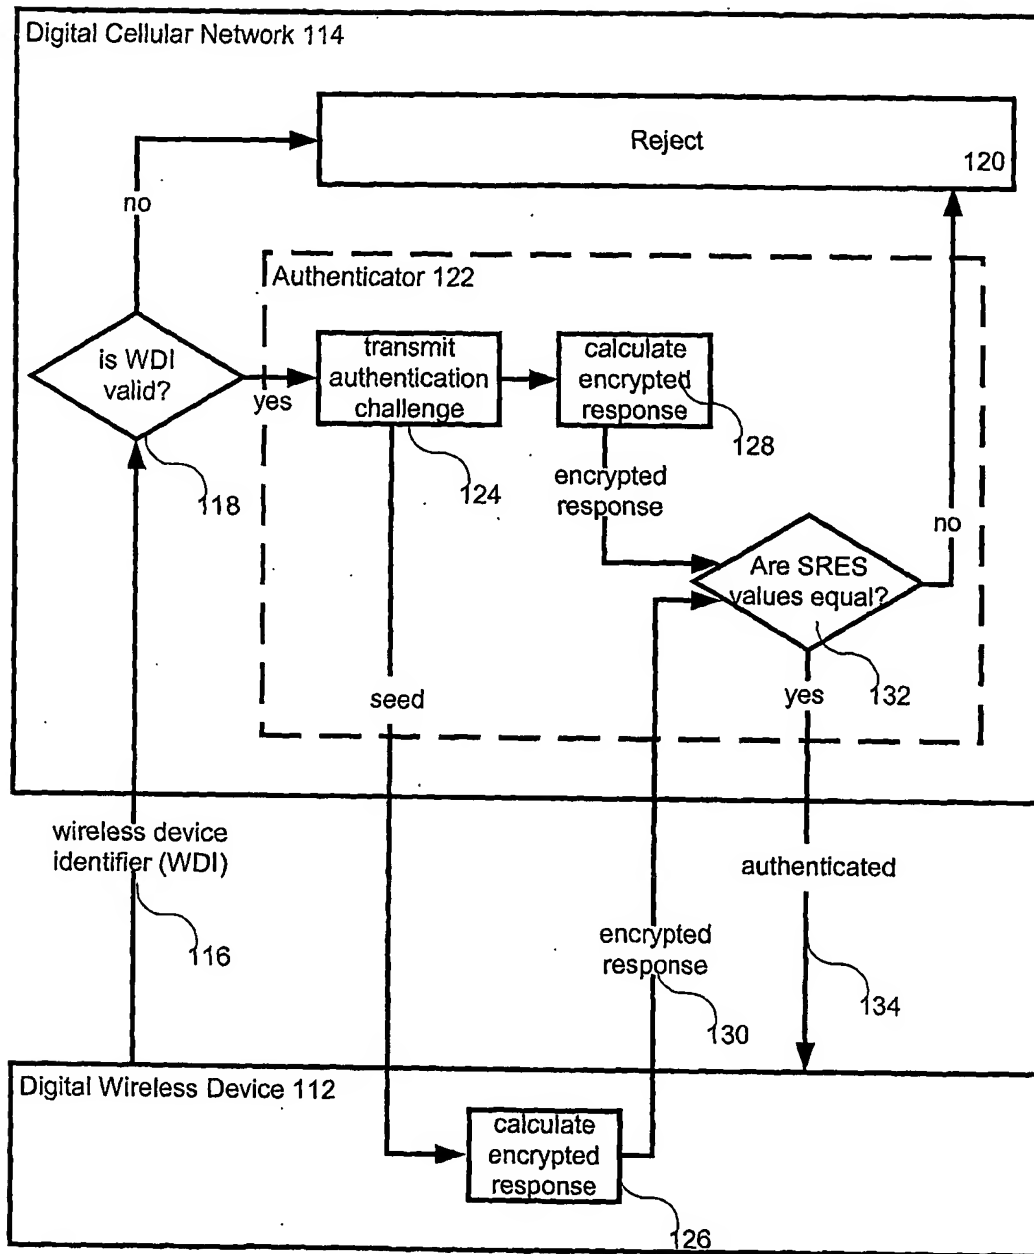 Digital Cellular Network 114
Reject
120
no
Authenticator 122
is WDI
valid?
yes
118
transmit
authentication
challenge
124
calculate
encrypted
response
128
encrypted
response
Are SRES
values equal?
132
no
yes
seed
wireless device
identifier (WDI)
116
encrypted
response
130
authenticated
134
Digital Wireless Device 112
calculate
encrypted
response
126